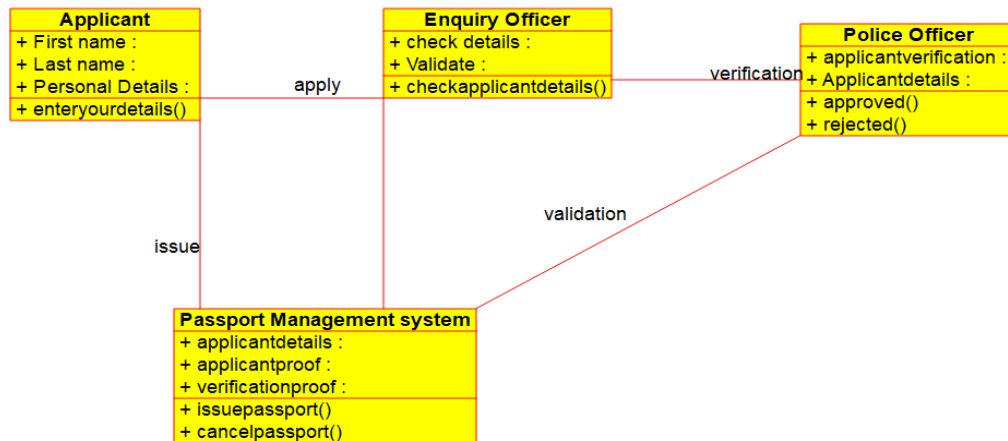 Applicant
+ First name :
+ Last name :
+ Personal Details :
+ enteryourdetails()
apply
Enquiry Officer
+ check details :
+ Validate :
+ checkapplicantdetails()
verification
Police Officer
+ applicantverification :
+ Applicantdetails :
+ approved()
+ rejected()
validation
issue
Passport Management system
+ applicantdetails :
+ applicantproof :
+ verificationproof :
+ issuepassport()
+ cancelpassport()